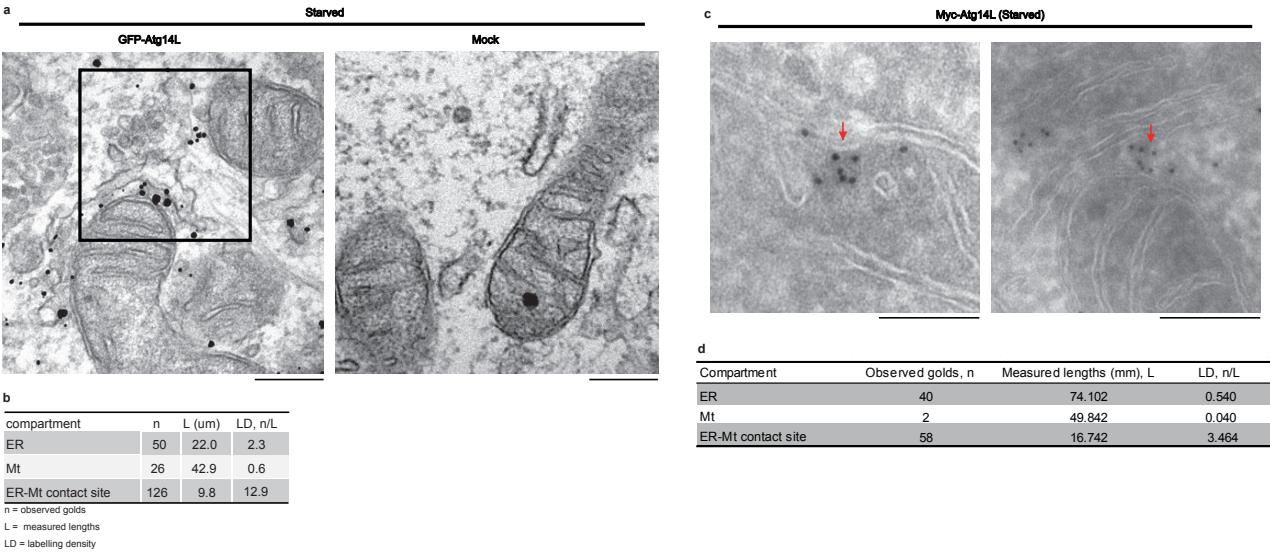 a
Starved
GFP-Atg14L Mock
b
compartment n L (um) LD, n/L
ER 50 22.0 2.3
Mt 26 42.9 0.6
ER-Mt contact site 126 9.8 12.9
n = observed golds
L = measured lengths
LD = labelling density
c
Myc-Atg14L (Starved)
d
Compartment Observed golds, n Measured lengths (mm), L LD, n/L
ER 40 74.102 0.540
Mt 2 49.842 0.040
ER-Mt contact site 58 16.742 3.464